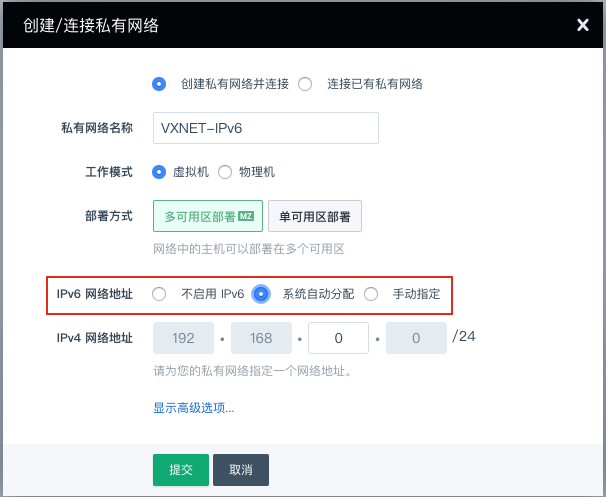 创建/连接私有网络
创建私有网络并连接 连接已有私有网络
私有网络名称 VXNET-IPv6
工作模式 虚拟机 物理机
部署方式 多可用区部署 MZ 单可用区部署
网络中的主机可以部署在多个可用区
IPv6 网络地址 不启用 IPv6 系统自动分配 手动指定
IPv4 网络地址 192 . 168 . 0 . 0 /24
请为您的私有网络指定一个网络地址。
显示高级选项...
提交 取消